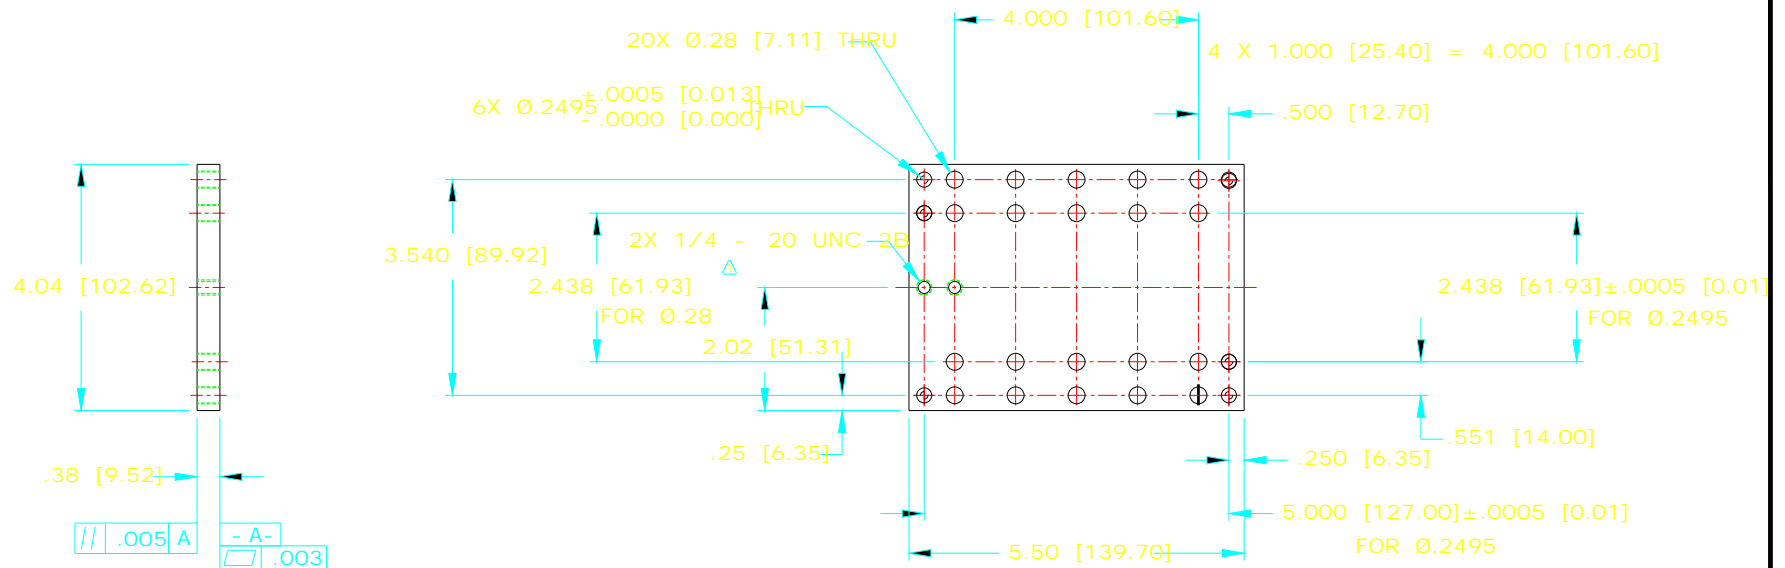 4.000 [101.60]
20X Ø.28 [7.11] THRU
4 X 1.000 [25.40] = 4.000 [101.60]
+.0005 [0.013]
6X Ø.2495 THRU
-.0000 [0.000]
.500 [12.70]
2X 1/4 - 20 UNC 2B
3.540 [89.92]
4.04 [102.62]
2.438 [61.93]
FOR Ø.28
2.438 [61.93]±.0005 [0.01]
FOR Ø.2495
2.02 [51.31]
.551 [14.00]
.25 [6.35]
.250 [6.35]
.38 [9.52]
5.000 [127.00]±.0005 [0.01]
FOR Ø.2495
// .005 A
-A-
.003
5.50 [139.70]